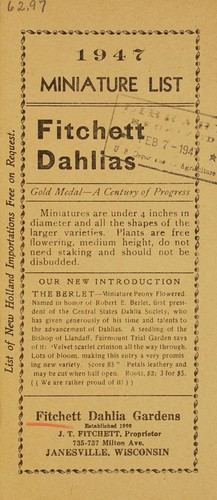 62.97
1947
MINIATURE LIST
Fitchett
Dahlias
FEB 7 - 194
Agriculture
Gold Medal—A Century of Progress
Miniatures are under 4 inches in
diameter and all the shapes of the
larger varieties. Plants are free
flowering, medium height, do not
need staking and should not be
disbudded.
OUR NEW INTRODUCTION
THE BERLET—Miniature Peony Flowered.
Named in honor of Robert E. Berlet, first pres-
ident of the Central States Dahlia Society, who
has given generously of his time and talents to
the advancement of Dahlias. A seedling of the
Bishop of Llandaff. Fairmount Trial Garden says
'Velvet scarlet crimson all the way through.
Lots of bloom, making this entry a very promis-
ing new variety. Score 85" Petals leathery and
may be cut when half open. Roots, $2; 3 for $5.
(( We are rather proud of it! )
Fitchett Dahlia Gardens
Established 1900
J. T. FITCHETT, Proprietor
735-737 Milton Ave.
JANESVILLE, WISCONSIN
List of New Holland Importations Free on Request.